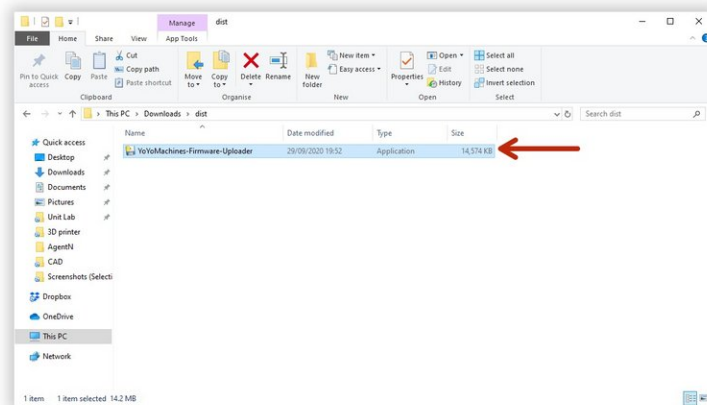 Manage
dist
File
Home
Share
View
App Tools
Pin to Quick access
Copy
Paste
Cut
Copy path
Paste shortcut
Clipboard
Move to
Copy to
Delete
Rename
Organise
New folder
New item
Easy access
New
Properties
Open
Edit
History
Open
Select all
Select none
Invert selection
Select
This PC > Downloads > dist
Search dist
Name
Date modified
Type
Size
YoYoMachines-Firmware-Uploader
29/09/2020 19:52
Application
14,574 KB
Quick access
Desktop
Downloads
Documents
Pictures
Unit Lab
3D printer
AgentN
CAD
Screenshots (Selecti
Dropbox
OneDrive
This PC
Network
1 item
1 item selected 14.2 MB